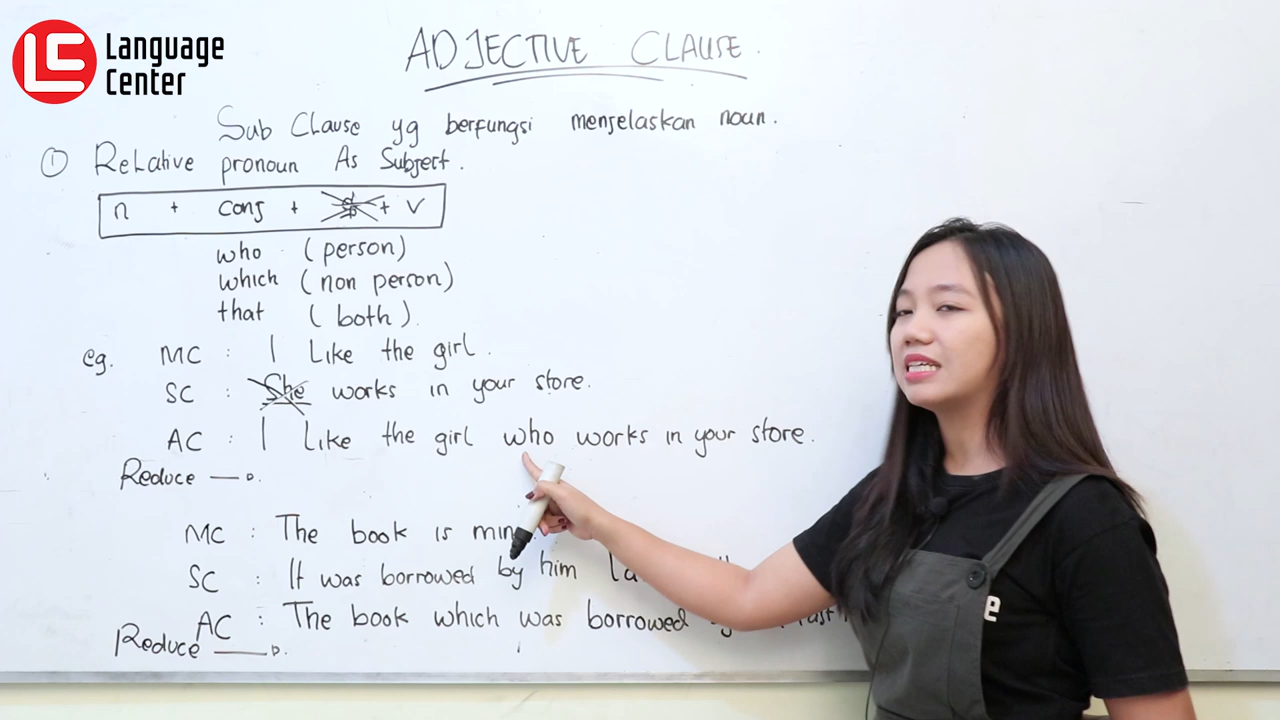 LC Language
Center
ADJECTIVE CLAUSE.
Sub Clause yg berfungsi menjelaskan noun.
① Relative pronoun As Subject.
n + conj + + v
who (person)
which (non person)
that (both).
eg. MC : I Like the girl.
SC : She works in your store.
AC : I Like the girl who works in your store.
Reduce
MC : The book is min
SC : It was borrowed by him
AC : The book which was borrowed
Reduce